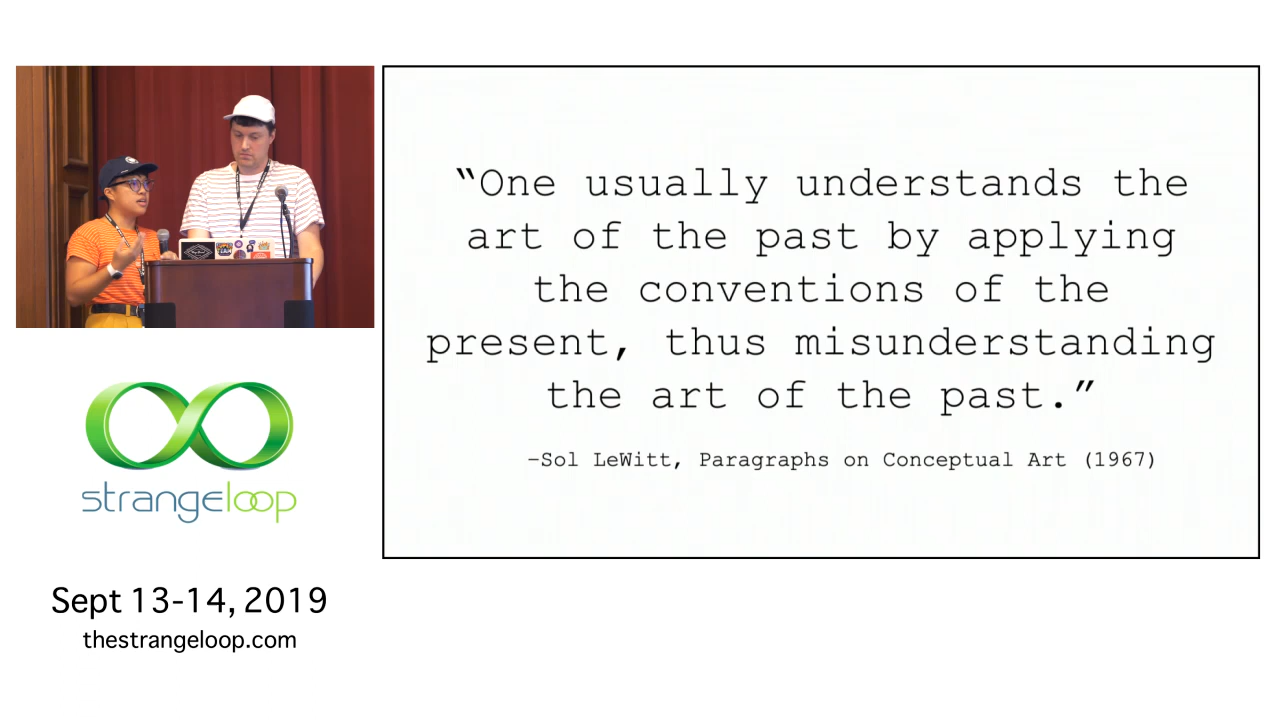 “One usually understands the
art of the past by applying
the conventions of the
present, thus misunderstanding
the art of the past.”
–Sol LeWitt, Paragraphs on Conceptual Art (1967)
strangeloop
Sept 13-14, 2019
thestrangeloop.com